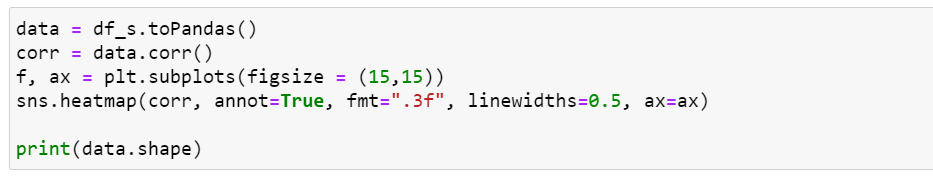 data = df_s.toPandas()
corr = data.corr()
f, ax = plt.subplots(figsize = (15,15))
sns.heatmap(corr, annot=True, fmt=".3f", linewidths=0.5, ax=ax)
print(data.shape)